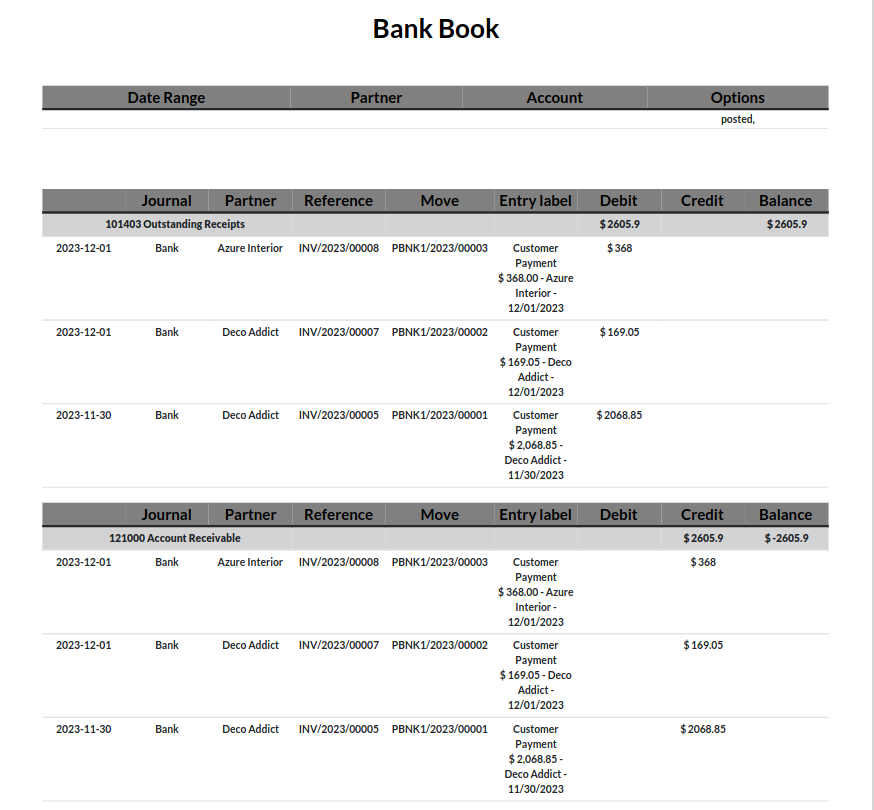 Bank Book
Date Range Partner Account Options
posted,
Journal Partner Reference Move Entry label Debit Credit Balance
101403 Outstanding Receipts $ 2605.9 $ 2605.9
2023-12-01 Bank Azure Interior INV/2023/00008 PBNK1/2023/00003 Customer $ 368
Payment
$ 368.00 - Azure
Interior -
12/01/2023
2023-12-01 Bank Deco Addict INV/2023/00007 PBNK1/2023/00002 Customer $ 169.05
Payment
$ 169.05 - Deco
Addict -
12/01/2023
2023-11-30 Bank Deco Addict INV/2023/00005 PBNK1/2023/00001 Customer $ 2068.85
Payment
$ 2,068.85 -
Deco Addict -
11/30/2023
Journal Partner Reference Move Entry label Debit Credit Balance
121000 Account Receivable $ 2605.9 $ -2605.9
2023-12-01 Bank Azure Interior INV/2023/00008 PBNK1/2023/00003 Customer $ 368
Payment
$ 368.00 - Azure
Interior -
12/01/2023
2023-12-01 Bank Deco Addict INV/2023/00007 PBNK1/2023/00002 Customer $ 169.05
Payment
$ 169.05 - Deco
Addict -
12/01/2023
2023-11-30 Bank Deco Addict INV/2023/00005 PBNK1/2023/00001 Customer $ 2068.85
Payment
$ 2,068.85 -
Deco Addict -
11/30/2023